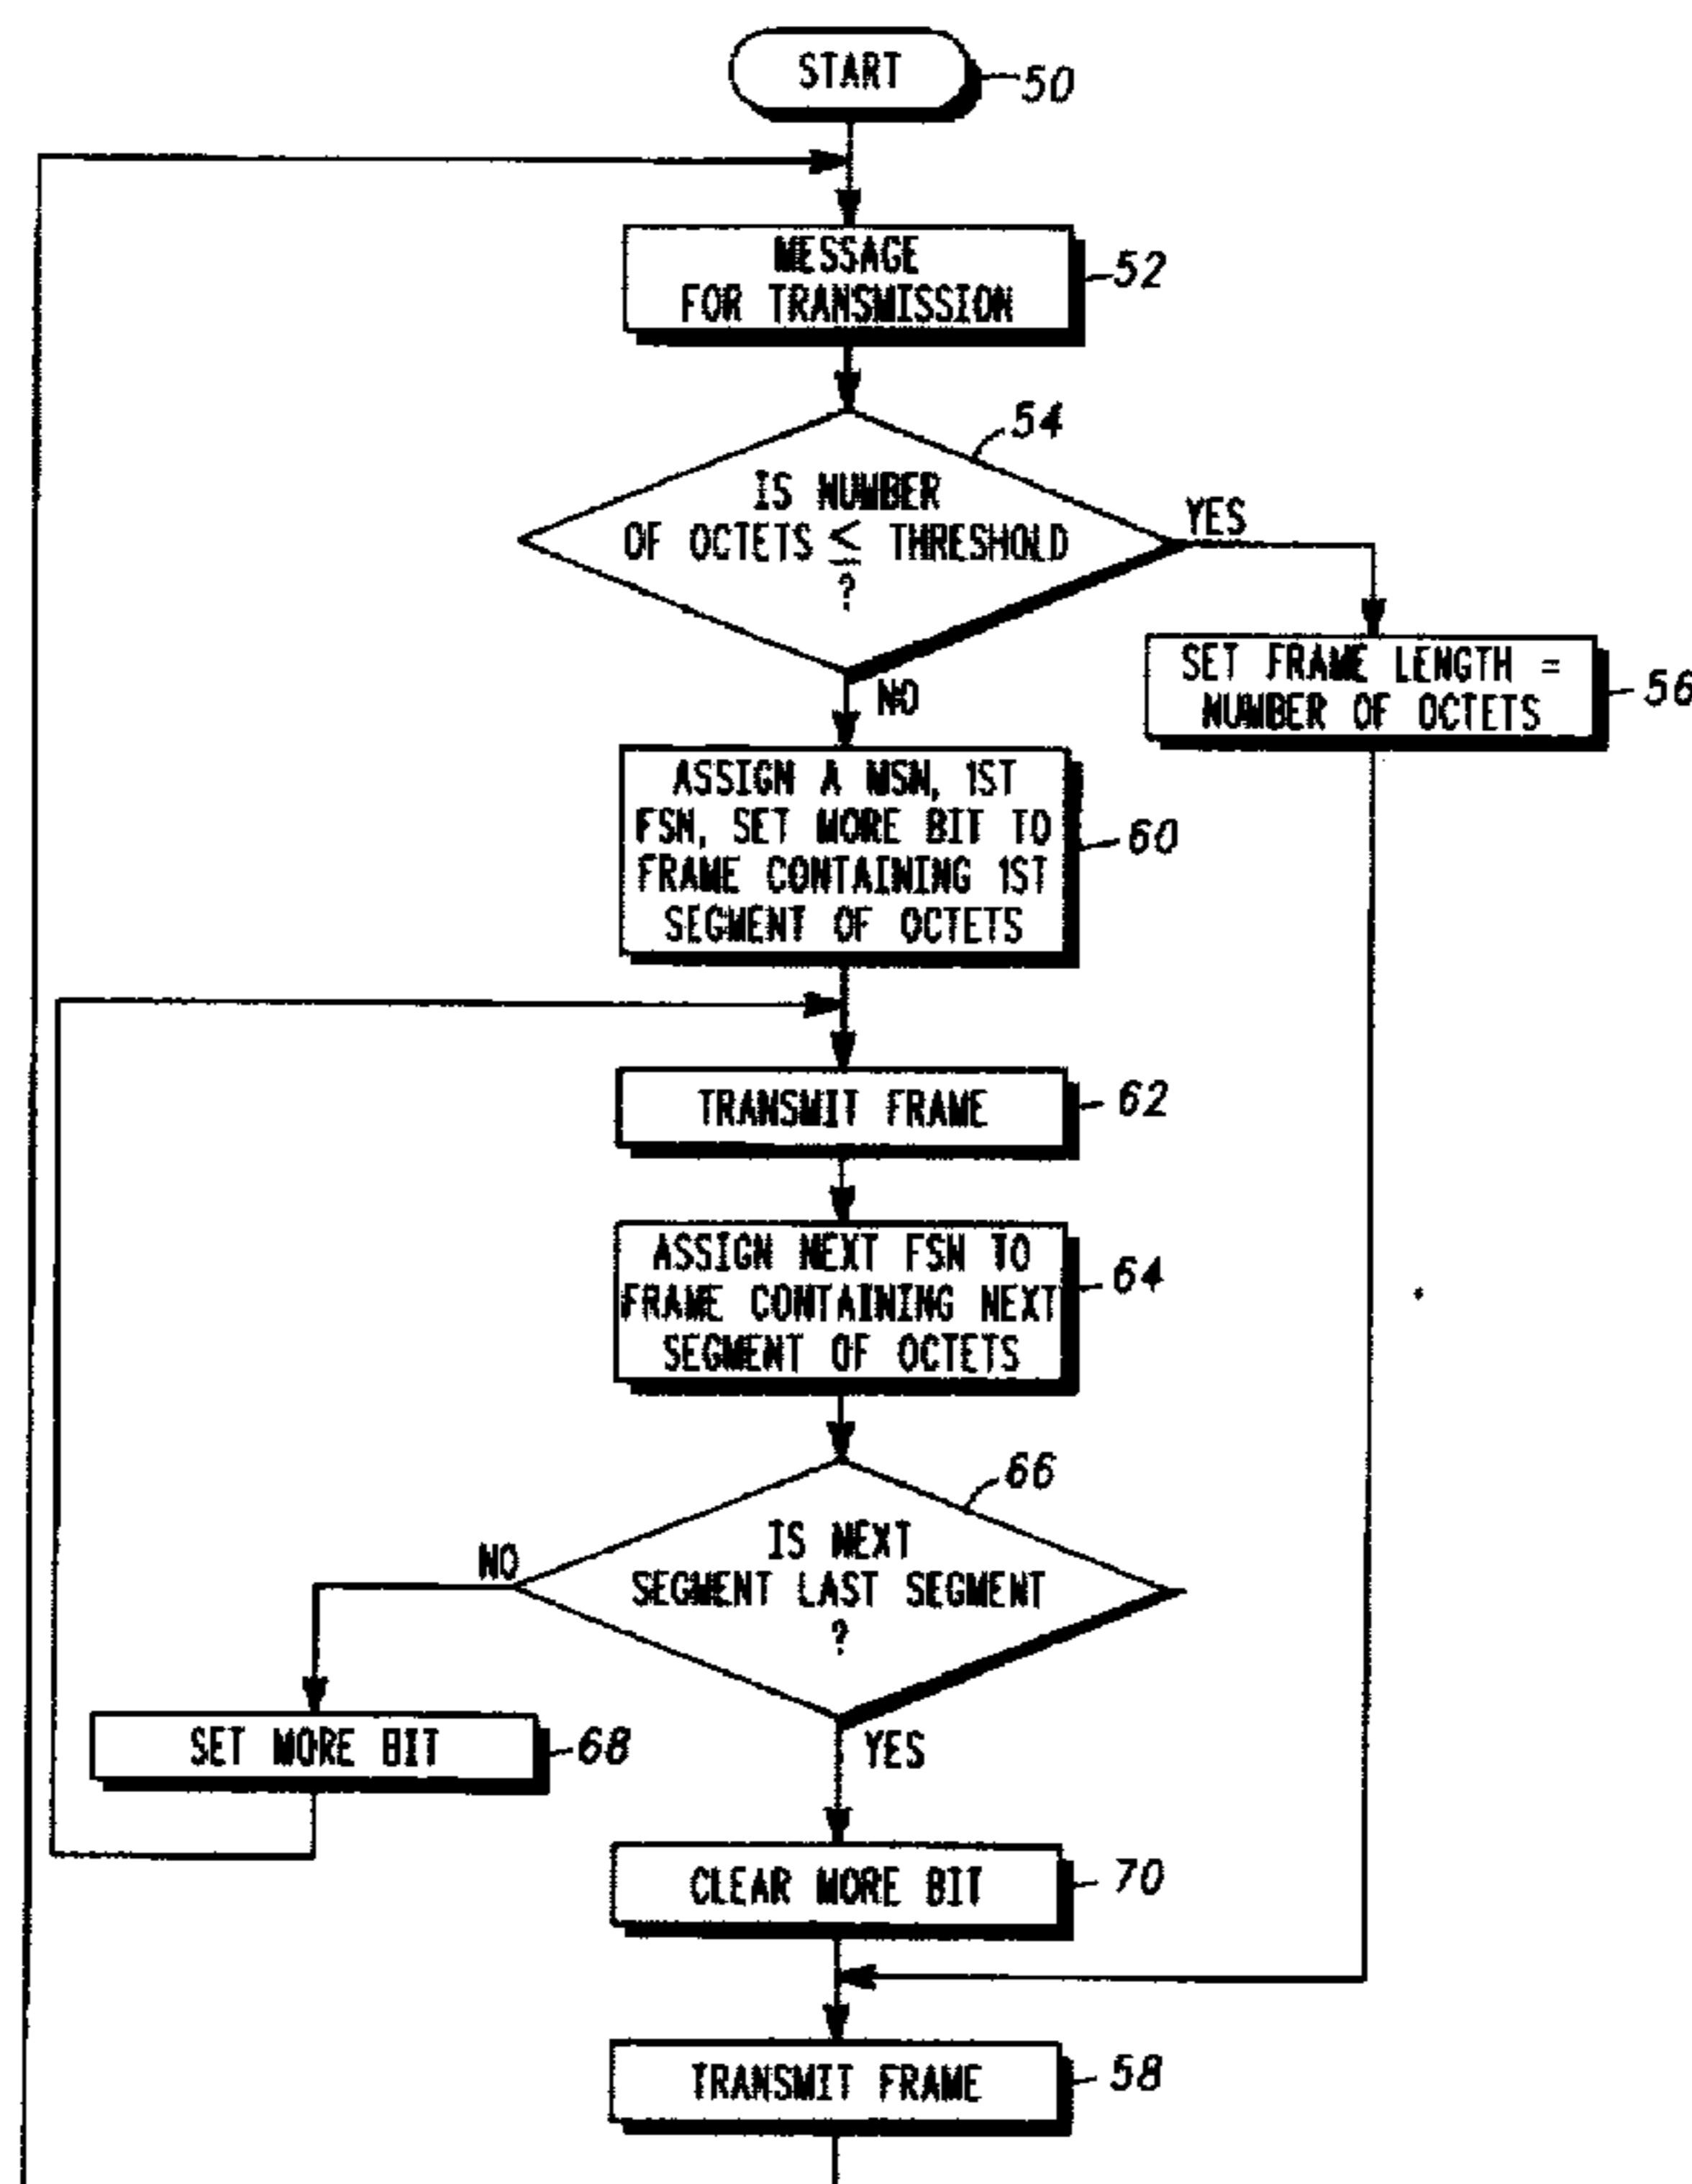 START
50
MESSAGE
FOR TRANSMISSION
52
54
IS NUMBER
OF OCTETS ≤ THRESHOLD
?
YES
NO
SET FRAME LENGTH =
NUMBER OF OCTETS
56
ASSIGN A MSN, 1ST
FSN, SET MORE BIT TO
FRAME CONTAINING 1ST
SEGMENT OF OCTETS
60
TRANSMIT FRAME
62
ASSIGN NEXT FSN TO
FRAME CONTAINING NEXT
SEGMENT OF OCTETS
64
66
IS NEXT
SEGMENT LAST SEGMENT
?
NO
YES
SET MORE BIT
68
CLEAR MORE BIT
70
TRANSMIT FRAME
58